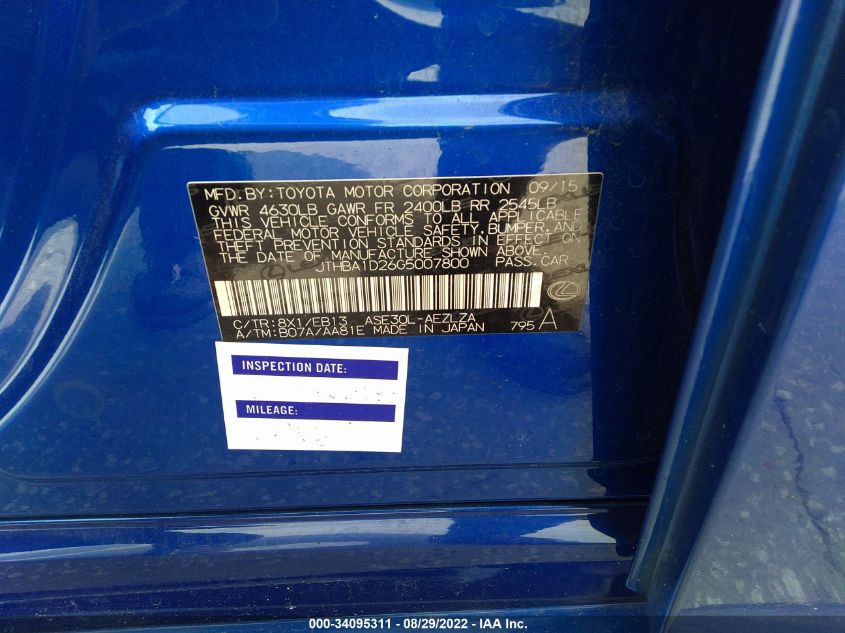 MFD.BY:TOYOTA MOTOR CORPORATION 09/15
GVWR 4630LB GAWR FR 2400LB RR 2545LB
THIS VEHICLE CONFORMS TO ALL APPLICABLE
FEDERAL MOTOR VEHICLE SAFETY,BUMPER,AND
THEFT PREVENTION STANDARDS IN EFFECT ON
THE DATE OF MANUFACTURE SHOWN ABOVE.
JTHBA1D26G5007800 PASS.CAR
C/TR:8X1/EB13 ASE30L-AEZLZA
A/TM:B07A/AA81E MADE IN JAPAN 795 A
INSPECTION DATE:
MILEAGE:
000-34095311 - 08/29/2022 - IAA Inc.